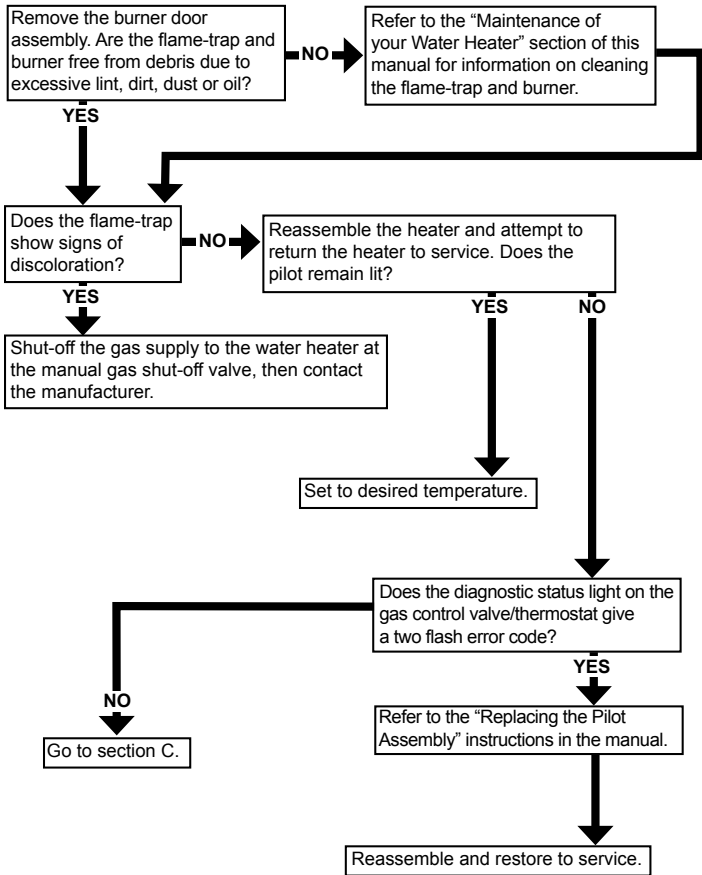 Remove the burner door
assembly. Are the flame-trap and
burner free from debris due to
excessive lint, dirt, dust or oil?
NO
Refer to the “Maintenance of
your Water Heater” section of this
manual for information on cleaning
the flame-trap and burner.
YES
Does the flame-trap
show signs of
discoloration?
NO
Reassemble the heater and attempt to
return the heater to service. Does the
pilot remain lit?
YES
Shut-off the gas supply to the water heater at
the manual gas shut-off valve, then contact
the manufacturer.
YES
NO
Set to desired temperature.
Does the diagnostic status light on the
gas control valve/thermostat give
a two flash error code?
NO
YES
Go to section C.
Refer to the “Replacing the Pilot
Assembly” instructions in the manual.
Reassemble and restore to service.